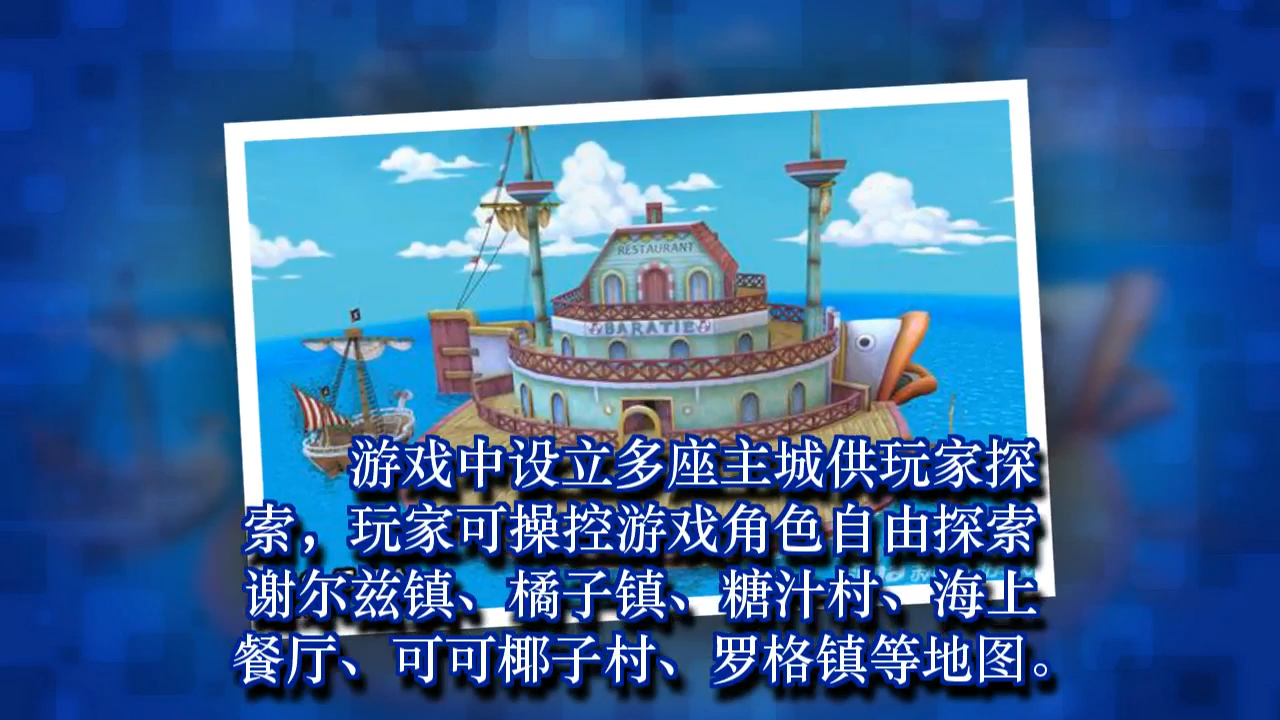 RESTAURANT
BARATIE
游戏中设立多座主城供玩家探
索，玩家可操控游戏角色自由探索
谢尔兹镇、橘子镇、糖汁村、海上
餐厅、可可椰子村、罗格镇等地图。